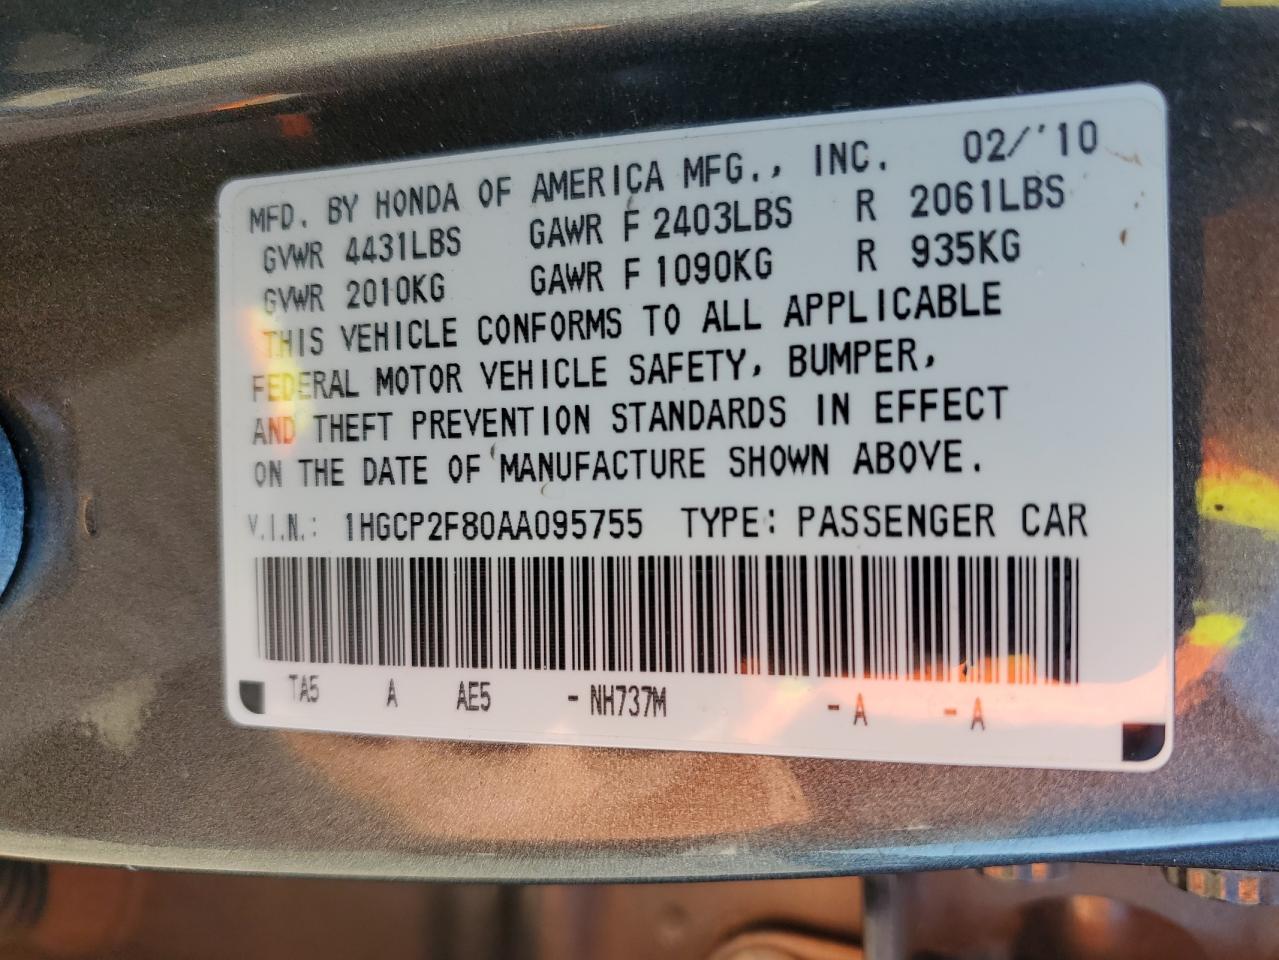 MFD. BY HONDA OF AMERICA MFG., INC. 02/'10
GVWR 4431LBS GAWR F 2403LBS R 2061LBS
GVWR 2010KG GAWR F 1090KG R 935KG
THIS VEHICLE CONFORMS TO ALL APPLICABLE
FEDERAL MOTOR VEHICLE SAFETY, BUMPER,
AND THEFT PREVENTION STANDARDS IN EFFECT
ON THE DATE OF MANUFACTURE SHOWN ABOVE.
V.I.N.: 1HGCP2F80AA095755 TYPE: PASSENGER CAR
TA5 A AE5 -NH737M -A -A